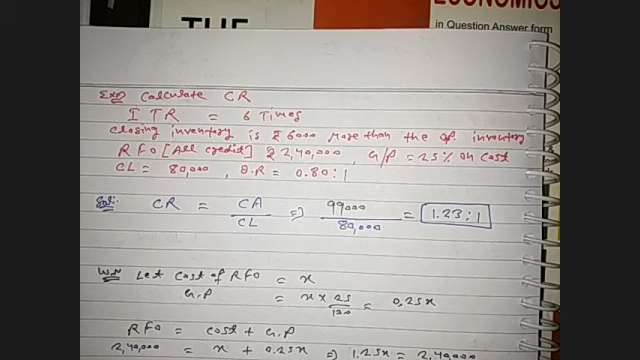 ECONOMICS
THE
in Question Answer form
Exp Calculate CR
ITR = 6 Times
Closing inventory is ₹ 6000 More than the op inventory
RFO [All credit] ₹ 2,40,000, G/P = 25% on cost
CL = 80,000, Q.R = 0.80 : 1
Sol: CR = CA/CL ⇒ 99000/80,000 = 1.23 : 1
W.N Let Cost of RFO = x
G.P = x × 25/100 = 0.25x
RFO = cost + G.P
2,40,000 = x + 0.25x ⇒ 1.25x = 2,40,000